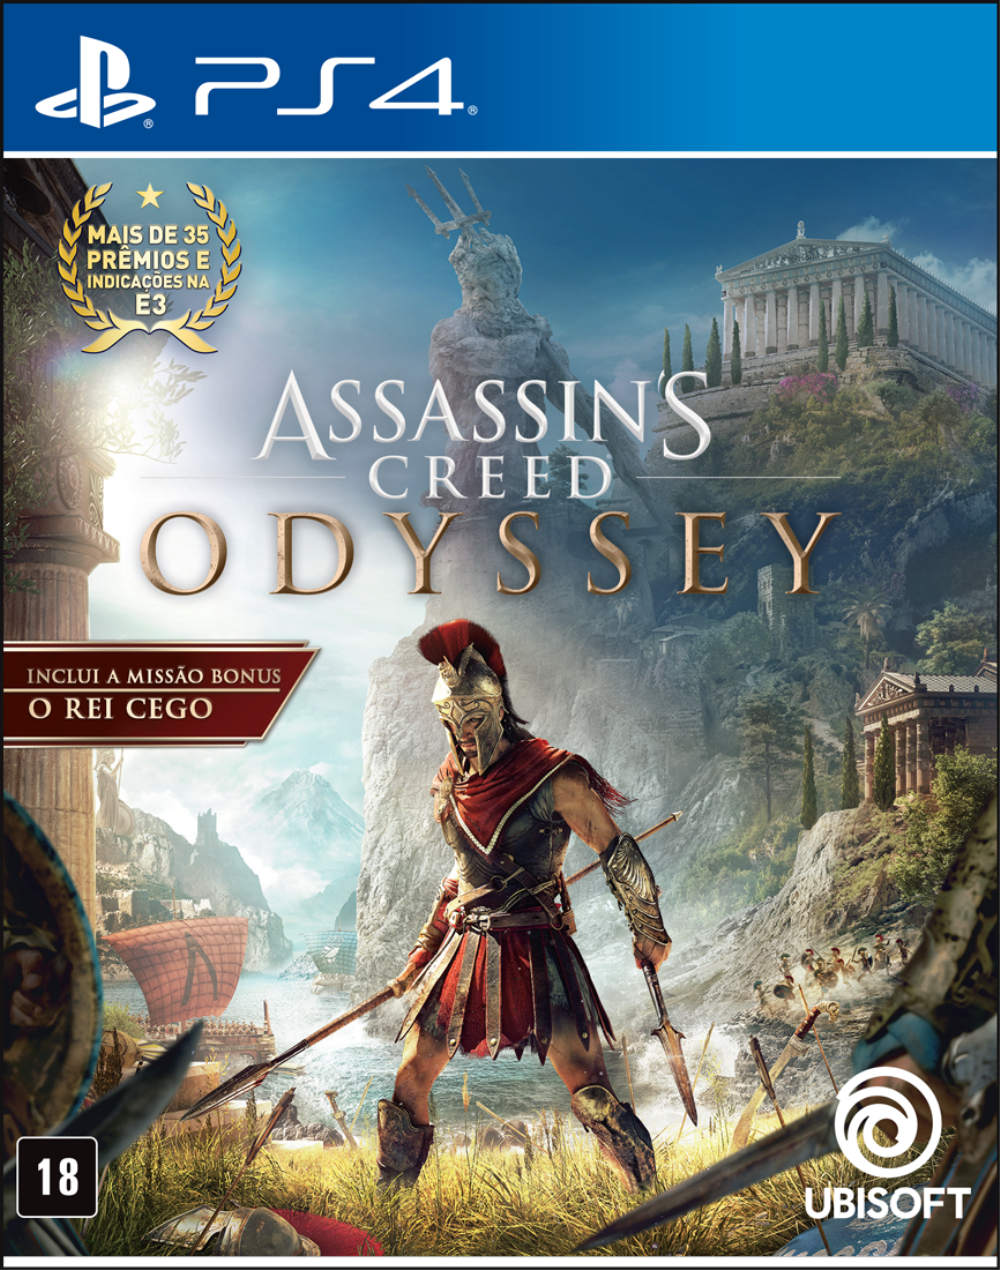 PS4
MAIS DE 35
PRÊMIOS E
INDICAÇÕES NA
E3
ASSASSIN'S
CREED
ODYSSEY
INCLUI A MISSÃO BONUS
O REI CEGO
18
UBISOFT